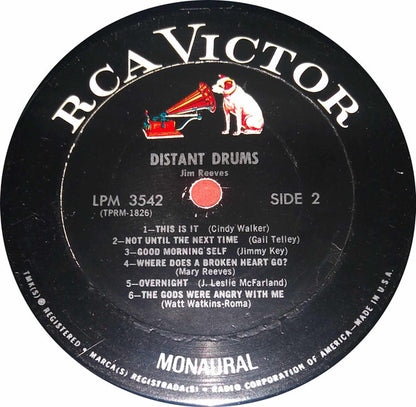 RCA VICTOR
DISTANT DRUMS
Jim Reeves
LPM 3542 SIDE 2
(TPRM-1826)
1—THIS IS IT (Cindy Walker)
2—NOT UNTIL THE NEXT TIME (Gail Telley)
3—GOOD MORNING SELF (Jimmy Key)
4—WHERE DOES A BROKEN HEART GO?
(Mary Reeves)
5—OVERNIGHT (J. Leslie McFarland)
6—THE GODS WERE ANGRY WITH ME
(Watt Watkins-Roma)
MONAURAL
TMK(S) ® REGISTERED • MARCA(S) REGISTRADA(S) • RADIO CORPORATION OF AMERICA—MADE IN U.S.A.